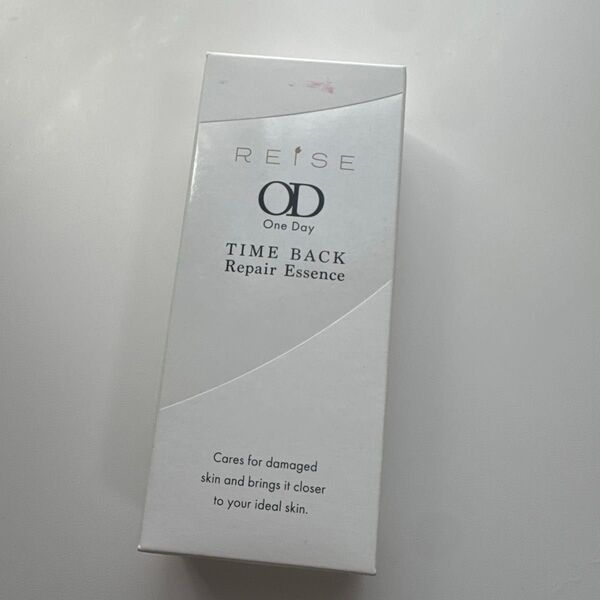 REISE
OD
One Day
TIME BACK
Repair Essence
Cares for damaged
skin and brings it closer
to your ideal skin.